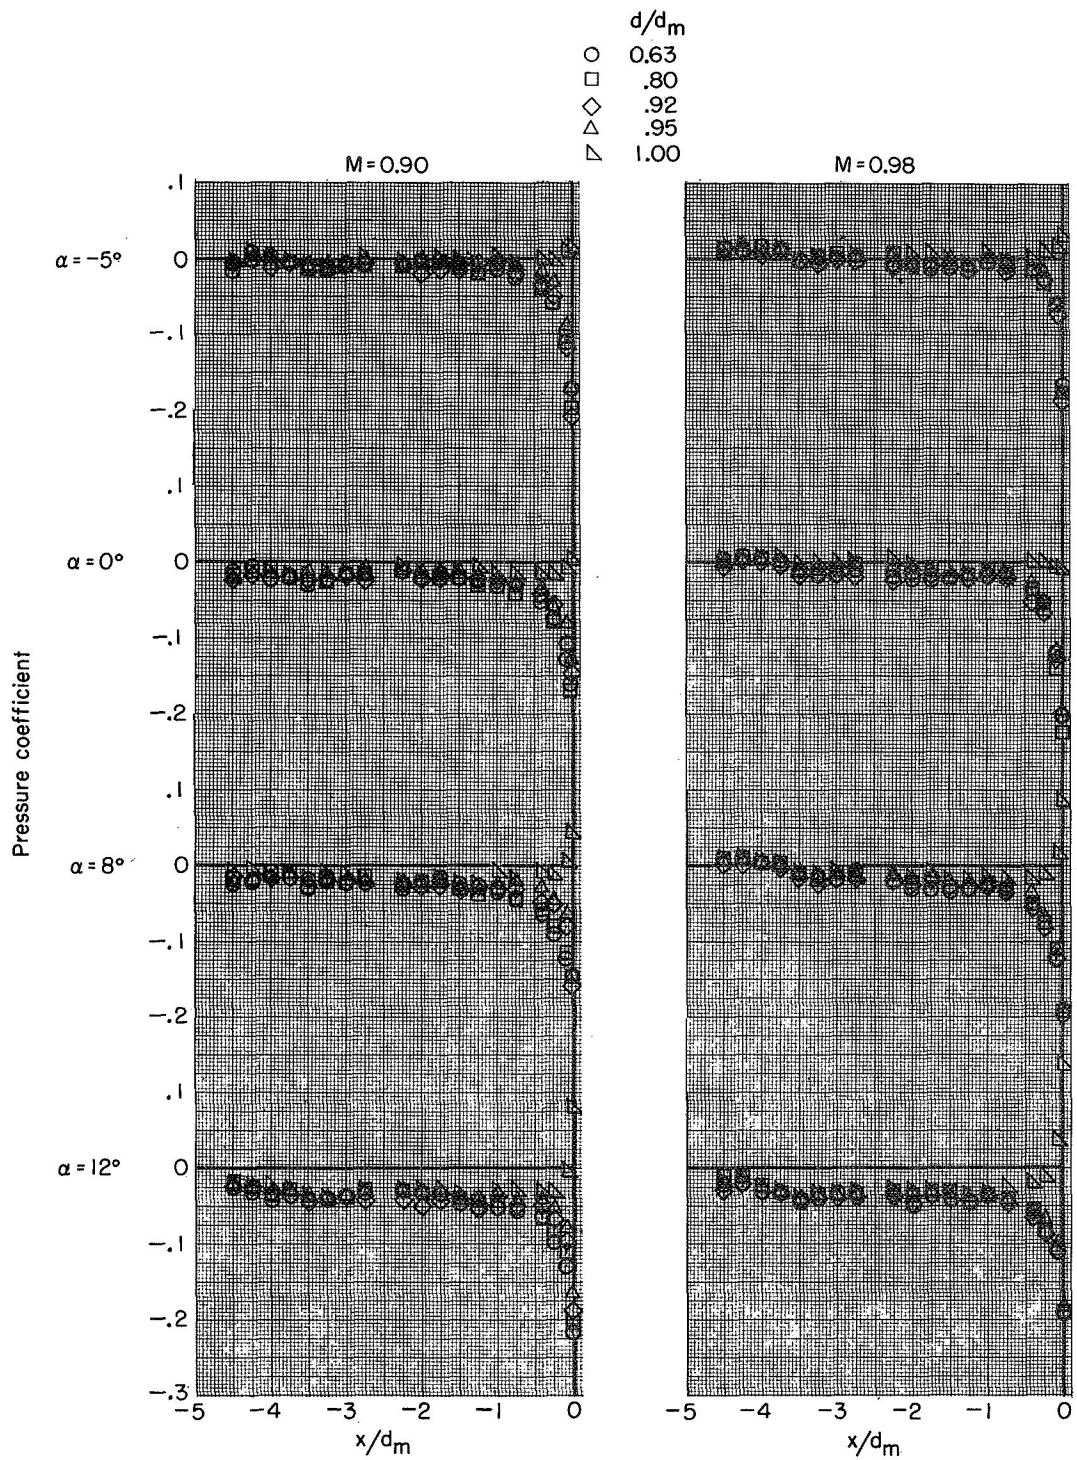 d/dm
0.63
.80
.92
.95
1.00
M = 0.90
M = 0.98
.1
α = -5° 0
-.1
-.2
.1
α = 0° 0
-.1
-.2
.1
α = 8° 0
-.1
-.2
.1
α = 12° 0
-.1
-.2
-.3
Pressure coefficient
-5 -4 -3 -2 -1 0
-5 -4 -3 -2 -1 0
x/dm
x/dm